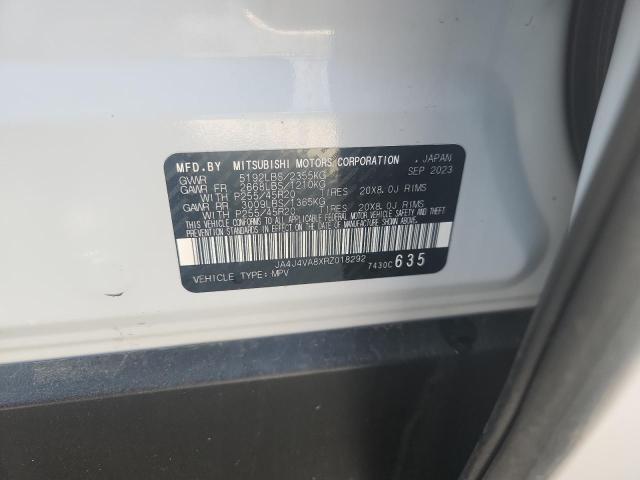 MFD.BY MITSUBISHI MOTORS CORPORATION , JAPAN
GVWR 5192LBS/2355KG SEP 2023
GAWR FR 2668LBS/1210KG
WITH P255/45R20 TIRES 20X8.0J RIMS
GAWR RR 3009LBS/1365KG
WITH P255/45R20 TIRES 20X8.0J RIMS
THIS VEHICLE CONFORMS TO ALL APPLICABLE FEDERAL MOTOR VEHICLE SAFETY AND THEFT
PREVENTION STANDARDS IN EFFECT ON THE DATE OF MANUFACTURE SHOWN ABOVE.
JA4J4VA8XRZ018292 7430C 635
VEHICLE TYPE:MPV